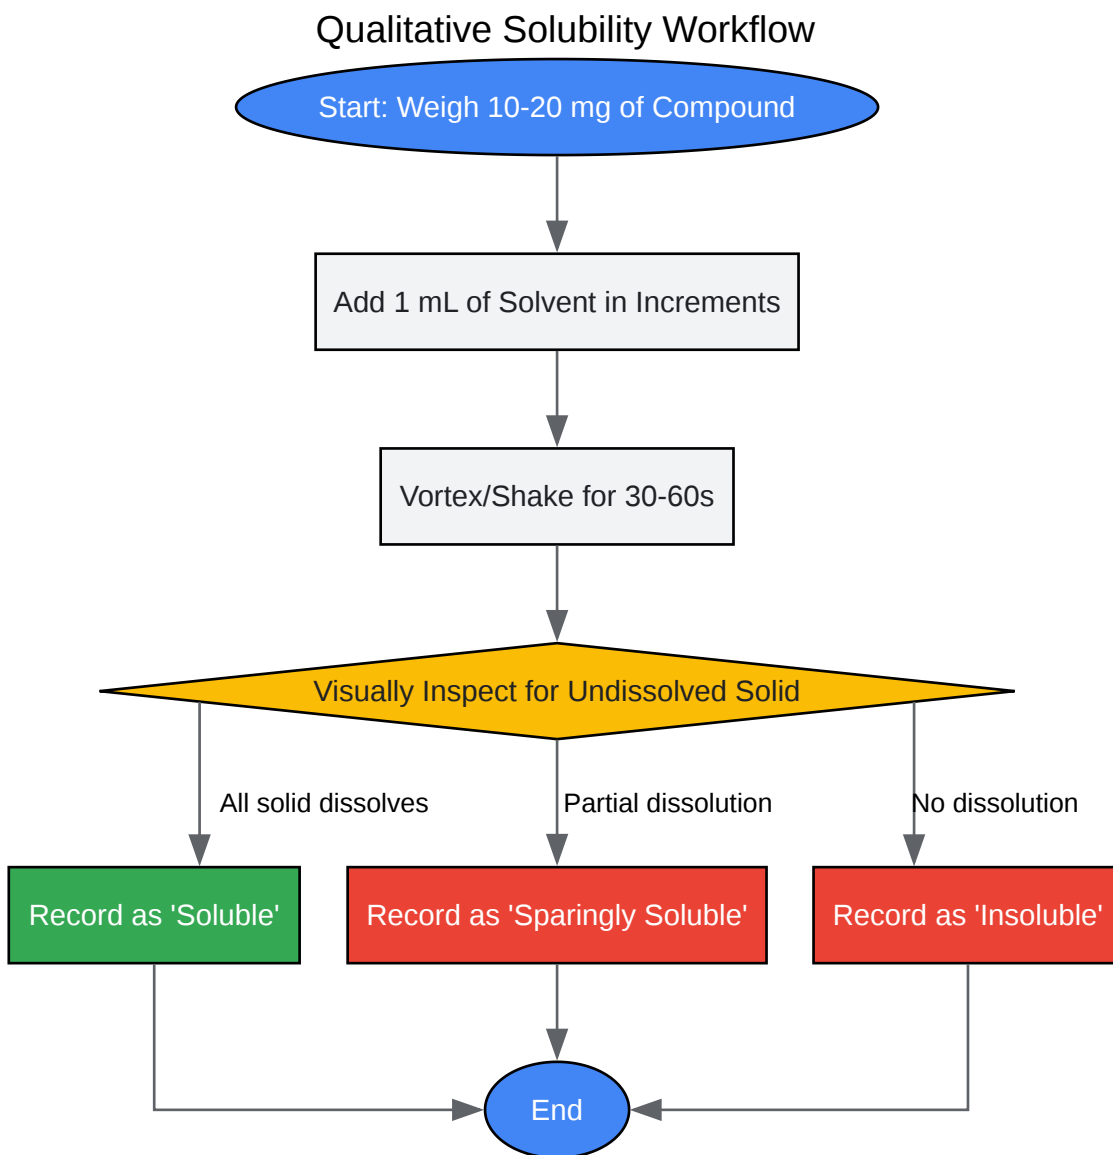 Qualitative Solubility Workflow
Start: Weigh 10-20 mg of Compound
Add 1 mL of Solvent in Increments
Vortex/Shake for 30-60s
Visually Inspect for Undissolved Solid
All solid dissolves
Partial dissolution
No dissolution
Record as 'Soluble'
Record as 'Sparingly Soluble'
Record as 'Insoluble'
End